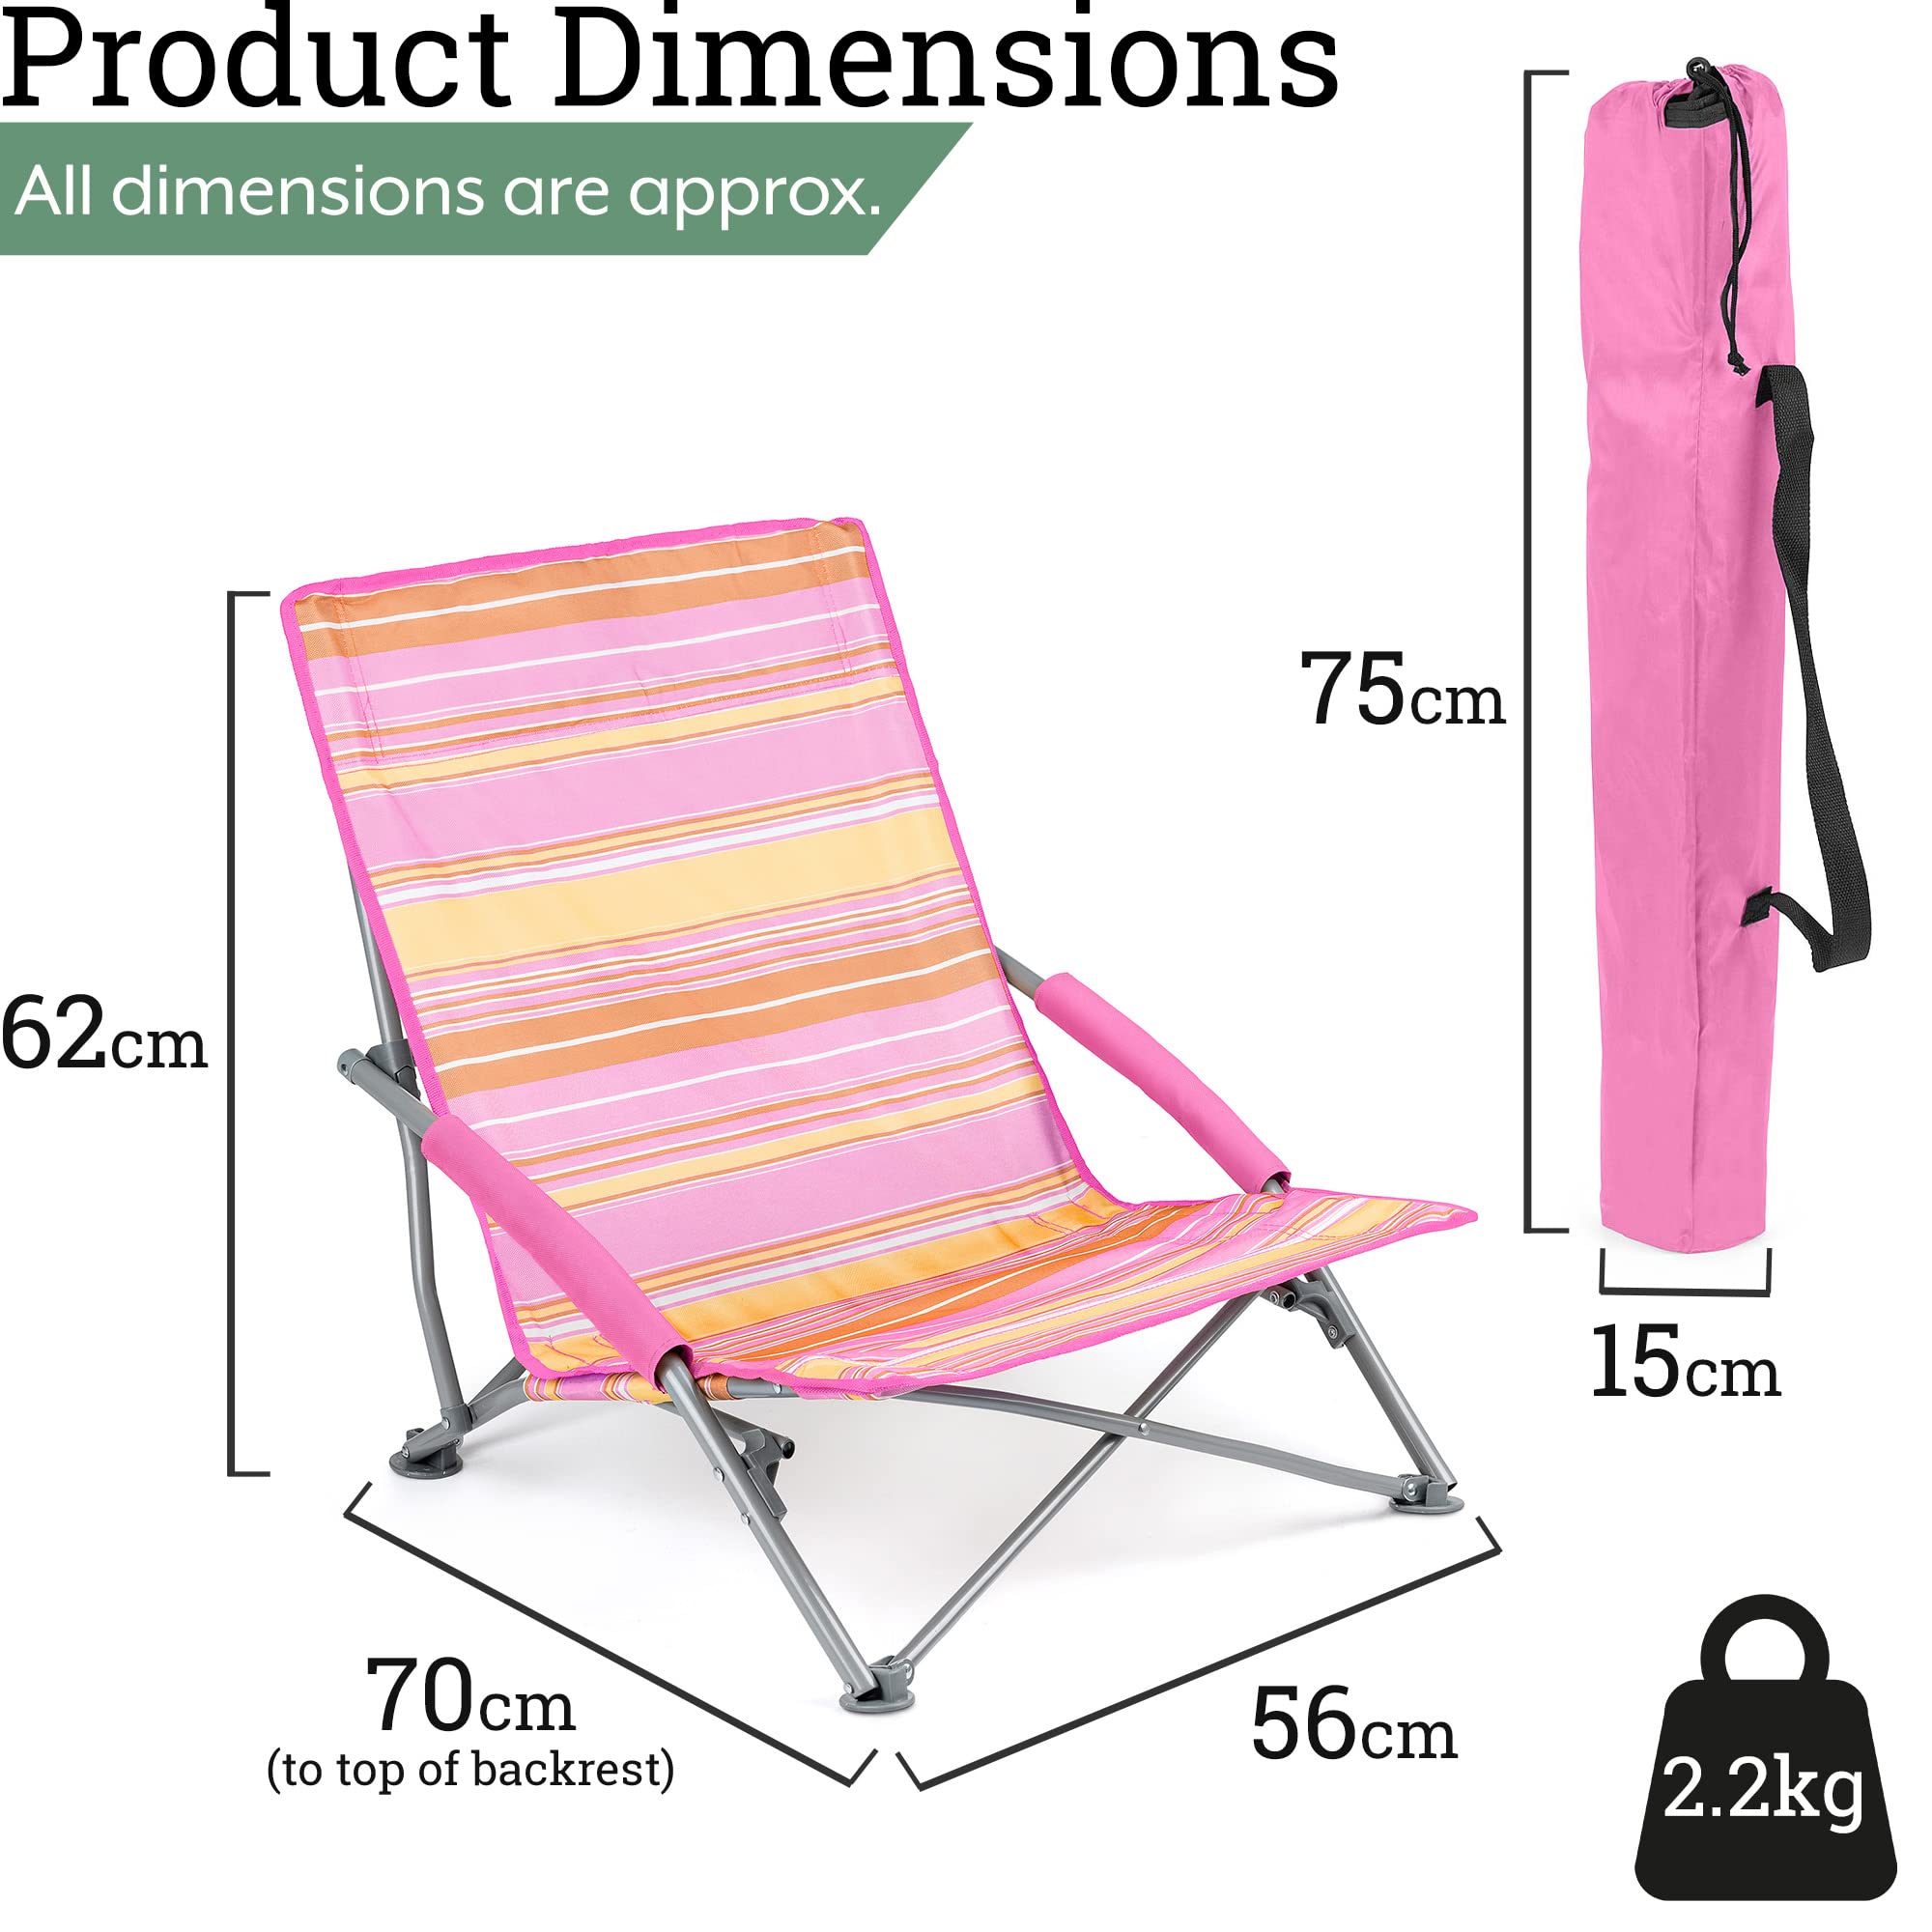 Product Dimensions
All dimensions are approx.
75cm
62cm
15cm
70cm
(to top of backrest)
56cm
2.2kg